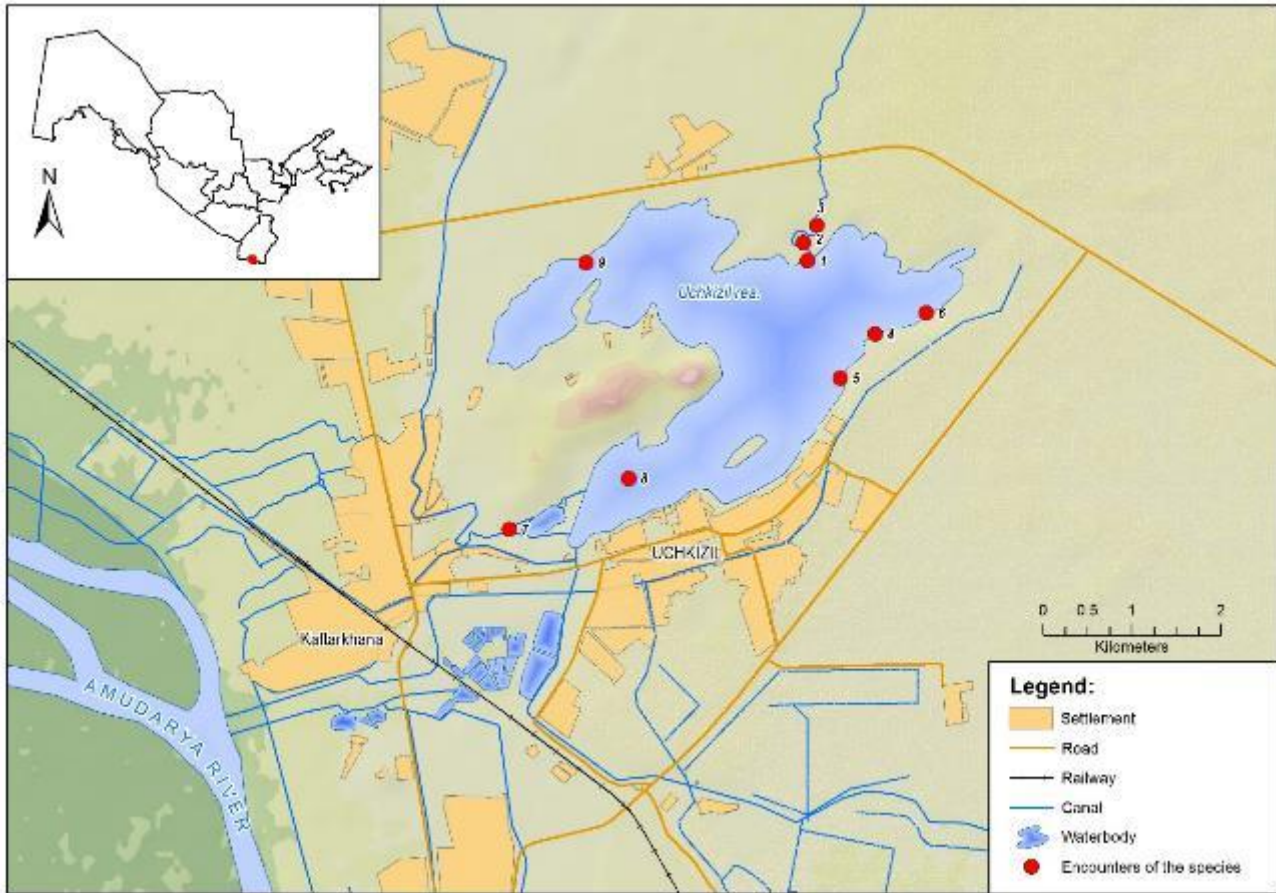 N
3
2
1
9
Uchkizil res.
6
4
5
8
7
UCHKIZIL
Kattarkhana
AMUDARYA RIVER
0 0.5 1 2
Kilometers
Legend:
Settlement
Road
Railway
Canal
Waterbody
Encounters of the species